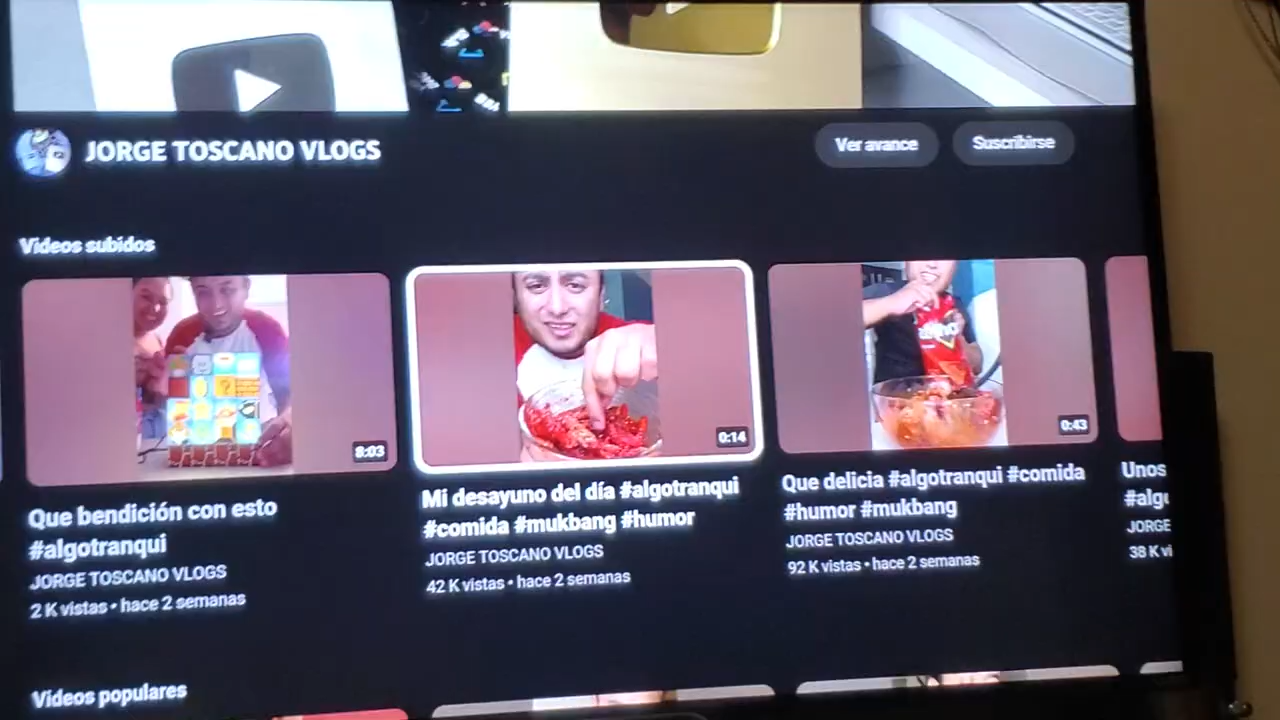 JORGE TOSCANO VLOGS
Ver avance
Suscribirse
Videos subidos
8:03
Que bendición con esto
#algotranqui
JORGE TOSCANO VLOGS
2 K vistas • hace 2 semanas
0:14
Mi desayuno del día #algotranqui
#comida #mukbang #humor
JORGE TOSCANO VLOGS
42 K vistas • hace 2 semanas
0:43
Que delicia #algotranqui #comida
#humor #mukbang
JORGE TOSCANO VLOGS
92 K vistas • hace 2 semanas
Unos
JORGE
38 K vi
Videos populares